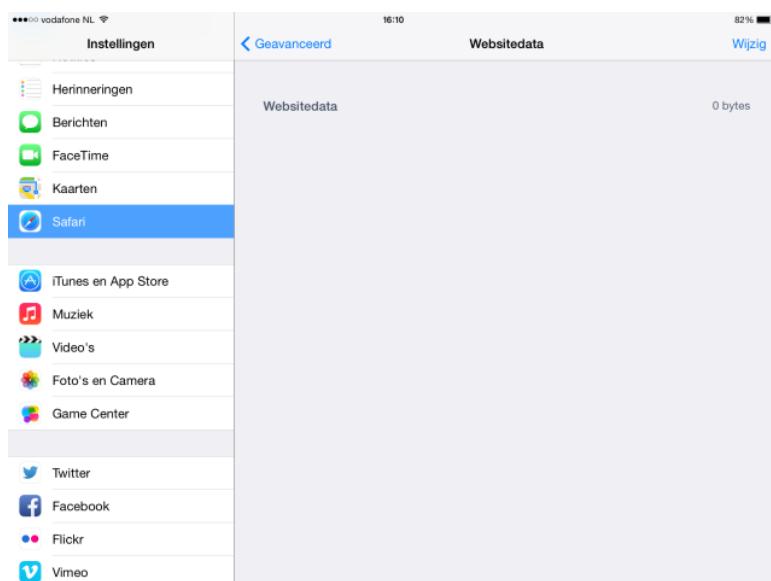 vodafone NL 16:10 82%
Instellingen
Geavanceerd Websitedata Wijzig
Herinneringen
Websitedata 0 bytes
Berichten
FaceTime
Kaarten
Safari
iTunes en App Store
Muziek
Video's
Foto's en Camera
Game Center
Twitter
Facebook
Flickr
Vimeo